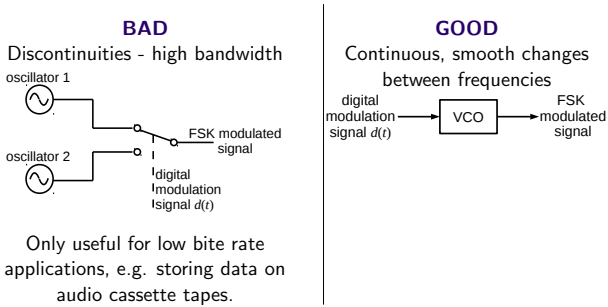 BAD
Discontinuities - high bandwidth
oscillator 1
oscillator 2
FSK modulated
signal
digital
modulation
signal d(t)
Only useful for low bite rate
applications, e.g. storing data on
audio cassette tapes.
GOOD
Continuous, smooth changes
between frequencies
digital
modulation
signal d(t)
VCO
FSK
modulated
signal